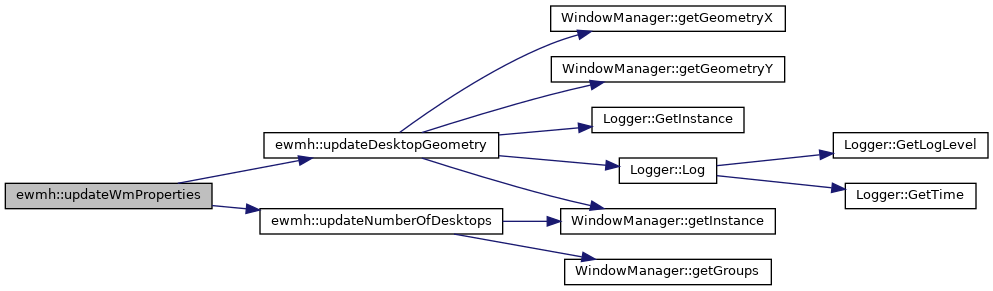 WindowManager::getGeometryX
WindowManager::getGeometryY
Logger::GetInstance
ewmh::updateDesktopGeometry
Logger::GetLogLevel
Logger::Log
ewmh::updateWmProperties
Logger::GetTime
ewmh::updateNumberOfDesktops
WindowManager::getInstance
WindowManager::getGroups